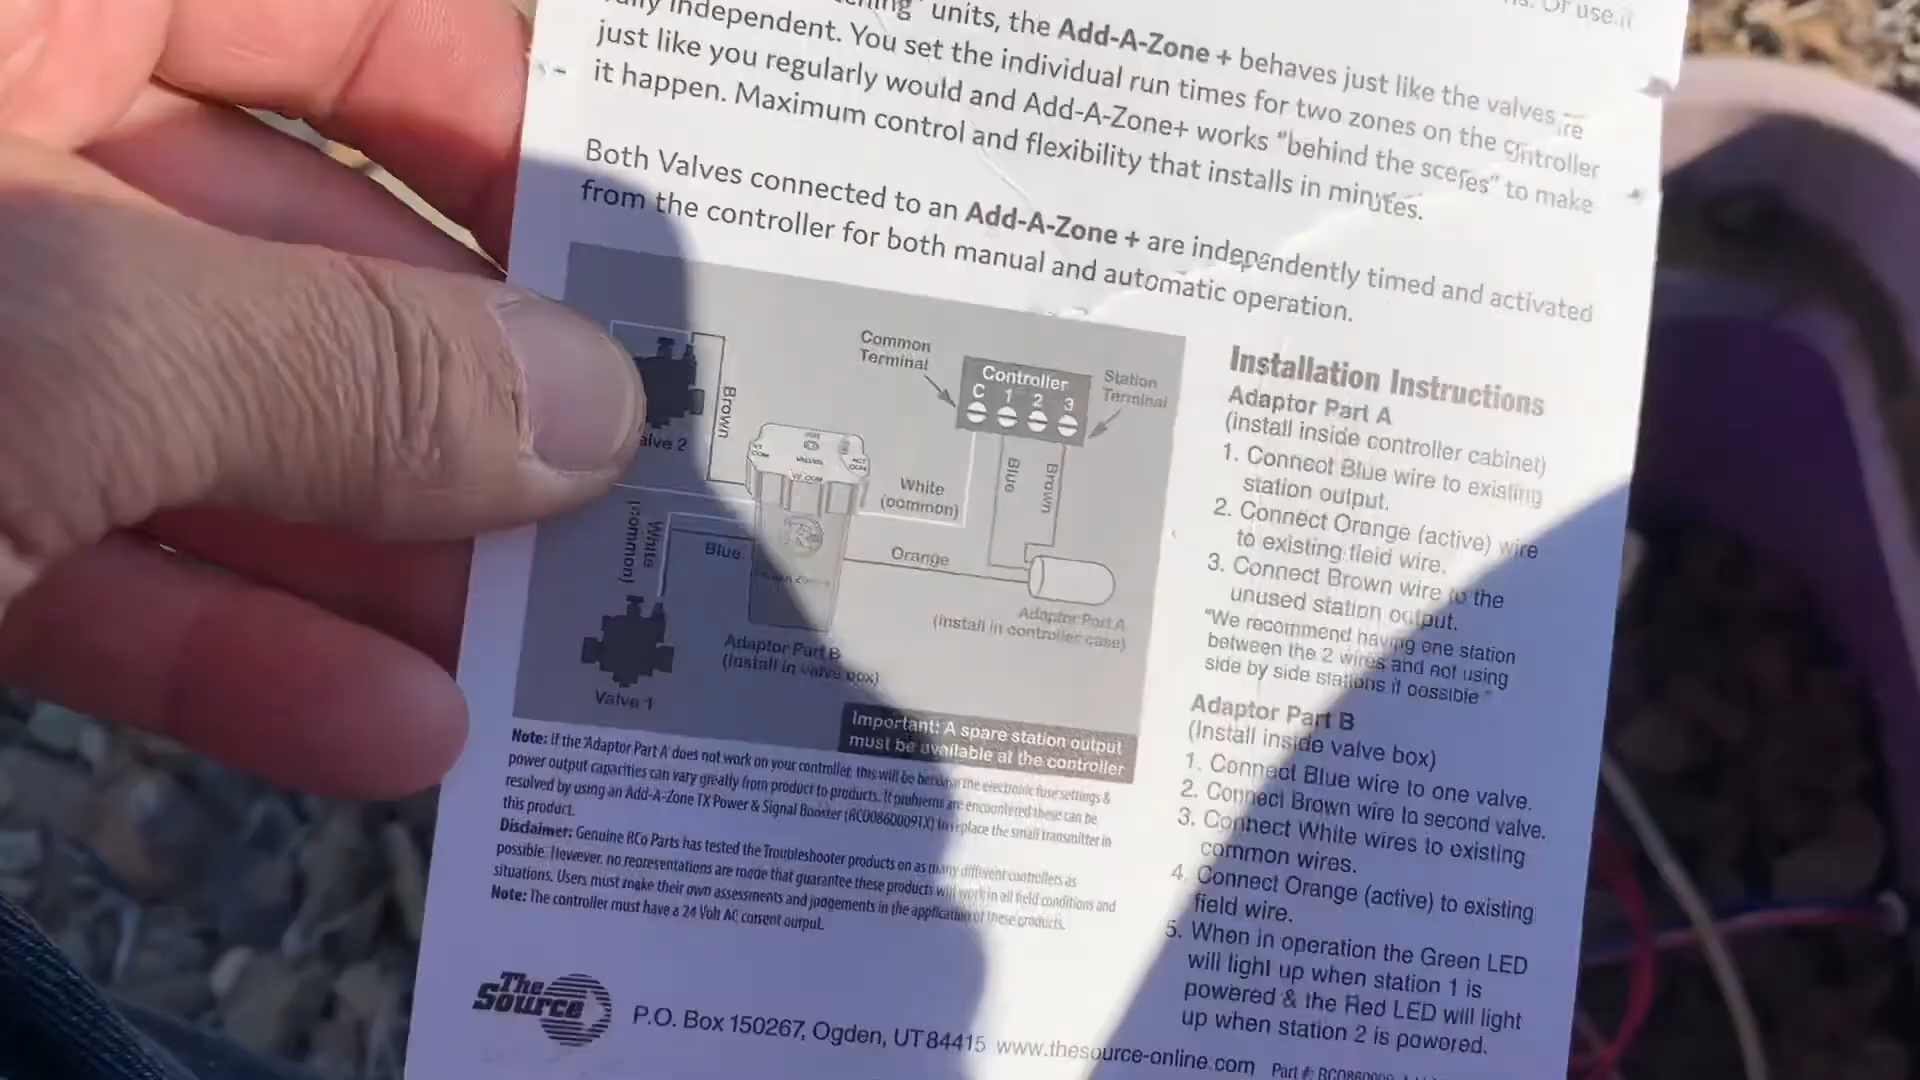 units, the Add-A-Zone + behaves just like the valves are
fully independent. You set the individual run times for two zones on the controller
just like you regularly would and Add-A-Zone+ works "behind the scenes" to make
it happen. Maximum control and flexibility that installs in minutes.
Both Valves connected to an Add-A-Zone + are independently timed and activated
from the controller for both manual and automatic operation.
Common
Terminal
Controller
C 1 2 3
Station
Terminal
Brown
alve 2
Blue
Brown
White
(common)
White
(common)
Blue
Orange
Adaptor Part A
(install in controller case)
Adaptor Part B
(install in valve box)
Valve 1
Important: A spare station output
must be available at the controller
Installation Instructions
Adaptor Part A
(install inside controller cabinet)
1. Connect Blue wire to existing
station output.
2. Connect Orange (active) wire
to existing field wire.
3. Connect Brown wire to the
unused station output.
"We recommend having one station
between the 2 wires and not using
side by side stations if possible"
Adaptor Part B
(Install inside valve box)
1. Connect Blue wire to one valve.
2. Connect Brown wire to second valve.
3. Connect White wires to existing
common wires.
4. Connect Orange (active) to existing
field wire.
5. When in operation the Green LED
will light up when station 1 is
powered & the Red LED will light
up when station 2 is powered.
Note: If the 'Adaptor Part A' does not work on your controller, this will be because the electronic fuse settings &
power output capacities can vary greatly from product to products. If problems are encountered these can be
resolved by using an Add-A-Zone TX Power & Signal Booster (RCO0860009TX) to replace the small transmitter in
this product.
Disclaimer: Genuine RCo Parts has tested the Troubleshooter products on as many different controllers as
possible. However, no representations are made that guarantee these products will work in all field conditions and
situations. Users must make their own assessments and judgements in the application of these products.
Note: The controller must have a 24 Volt AC current output.
The
Source
P.O. Box 150267, Ogden, UT 84415 www.thesource-online.com Part #: